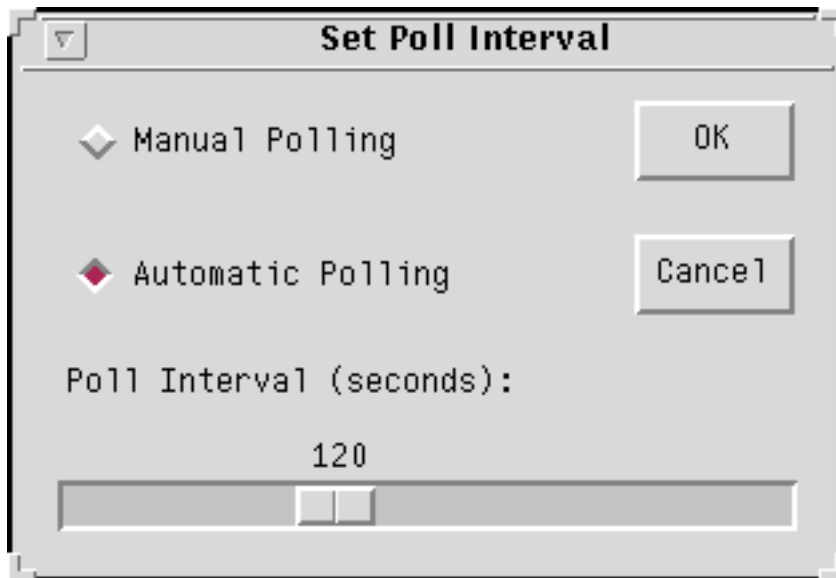 Set Poll Interval
Manual Polling
OK
Automatic Polling
Cancel
Poll Interval (seconds):
120